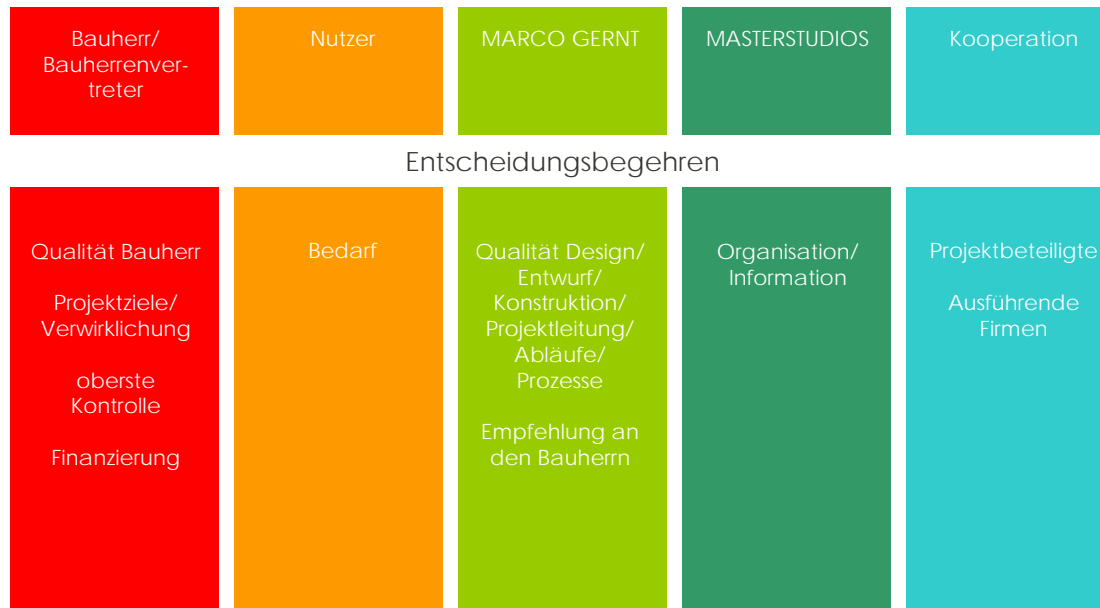 Bauherr/
Bauherrenver-
treter
Nutzer
MARCO GERNT
MASTERSTUDIOS
Kooperation
Entscheidungsbegehren
Qualität Bauherr
Projektziele/
Verwirklichung
oberste
Kontrolle
Finanzierung
Bedarf
Qualität Design/
Entwurf/
Konstruktion/
Projektleitung/
Abläufe/
Prozesse
Empfehlung an
den Bauherrn
Organisation/
Information
Projektbeteiligte
Ausführende
Firmen